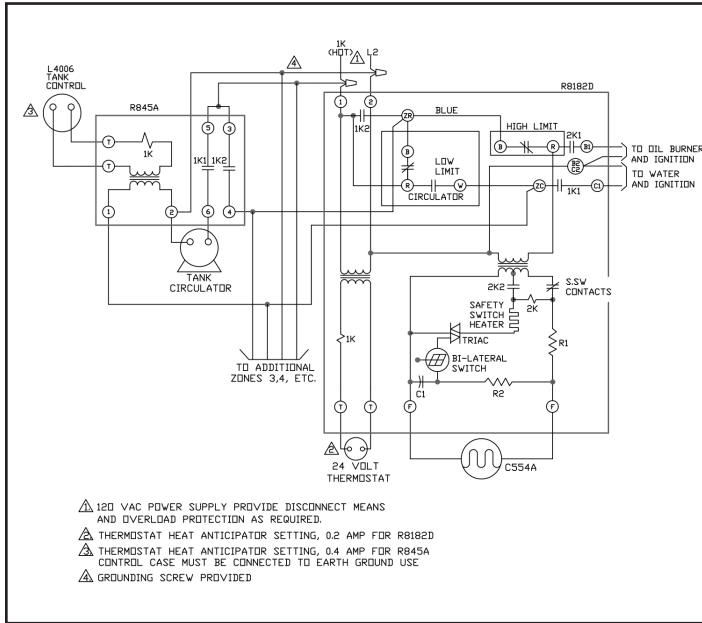 1K
(HOT) 1 L2
4
L4006
TANK
CONTROL
3
R845A
R8182D
T
1K
5
3
T
1K1
1K2
1
2
6
4
TANK
CIRCULATOR
1
2
1K2
ZR
BLUE
B
LOW
LIMIT
R
W
CIRCULATOR
HIGH LIMIT
B
R
2K1
B1
TO OIL BURNER
AND IGNITION
B2
C2
TO WATER
AND IGNITION
ZC
1K1
C1
2K2
S.SW
CONTACTS
SAFETY
SWITCH
HEATER
2K
TRIAC
R1
1K
BI-LATERAL
SWITCH
C1
R2
TO ADDITIONAL
ZONES 3,4, ETC.
T
T
F
F
2
24 VOLT
THERMOSTAT
C554A
1 120 VAC POWER SUPPLY PROVIDE DISCONNECT MEANS
AND OVERLOAD PROTECTION AS REQUIRED.
2 THERMOSTAT HEAT ANTICIPATOR SETTING, 0.2 AMP FOR R8182D
3 THERMOSTAT HEAT ANTICIPATOR SETTING, 0.4 AMP FOR R845A
CONTROL CASE MUST BE CONNECTED TO EARTH GROUND USE
4 GROUNDING SCREW PROVIDED